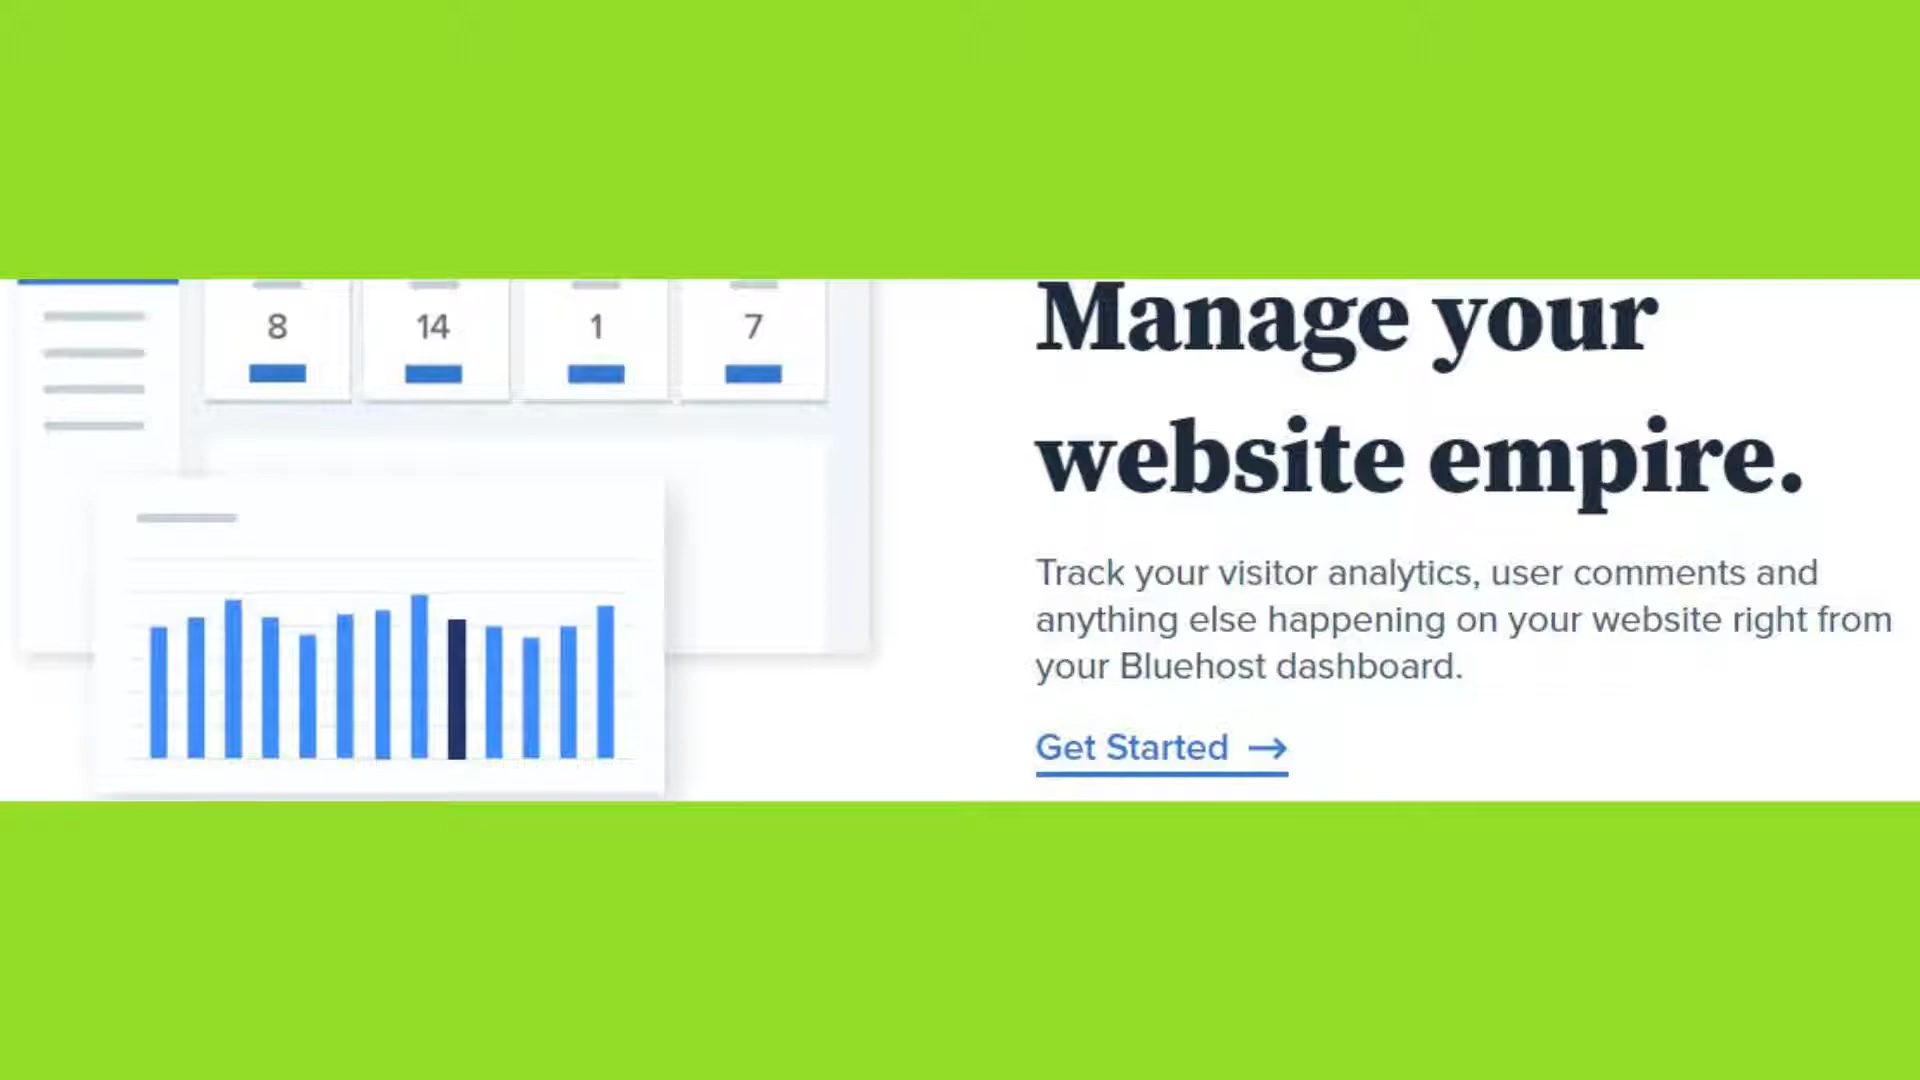 8
14
1
7
Manage your
website empire.
Track your visitor analytics, user comments and
anything else happening on your website right from
your Bluehost dashboard.
Get Started →